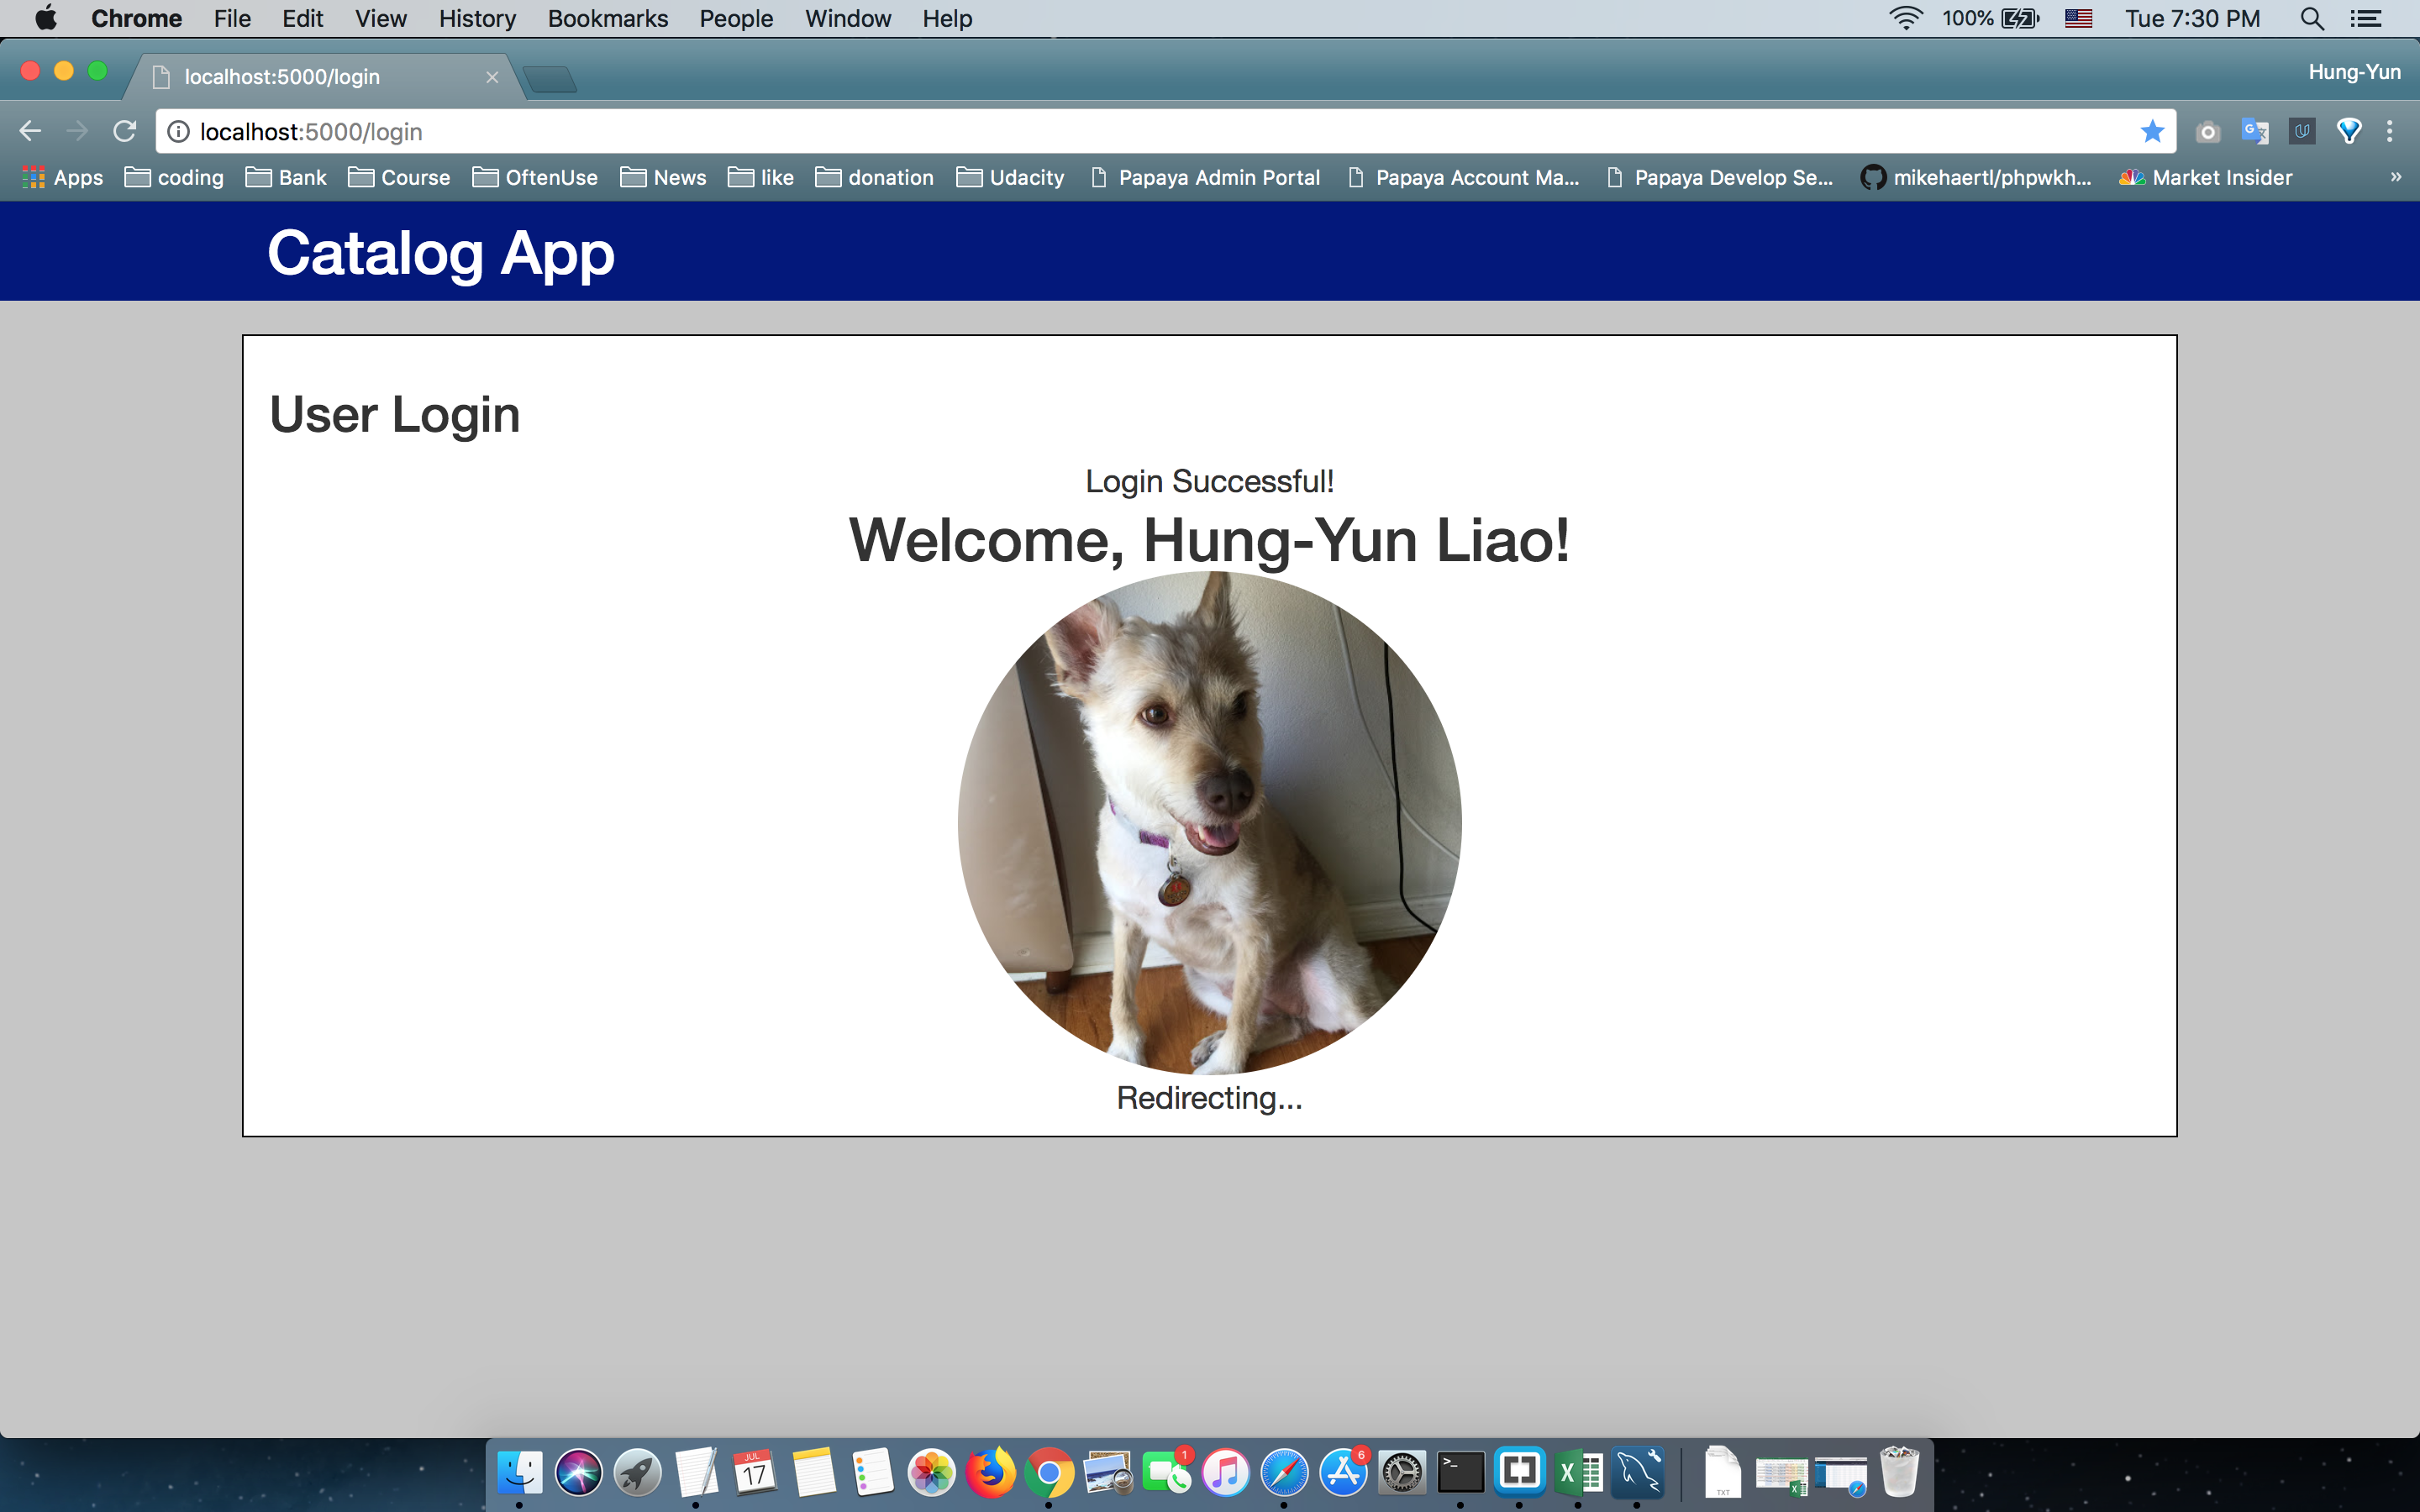 Chrome File Edit View History Bookmarks People Window Help 100% Tue 7:30 PM
localhost:5000/login Hung-Yun
localhost:5000/login
Apps coding Bank Course OftenUse News like donation Udacity Papaya Admin Portal Papaya Account Ma... Papaya Develop Se... mikehaertl/phpwkh... Market Insider »
Catalog App
User Login
Login Successful!
Welcome, Hung-Yun Liao!
Redirecting...
JUL
17
1
6
TXT